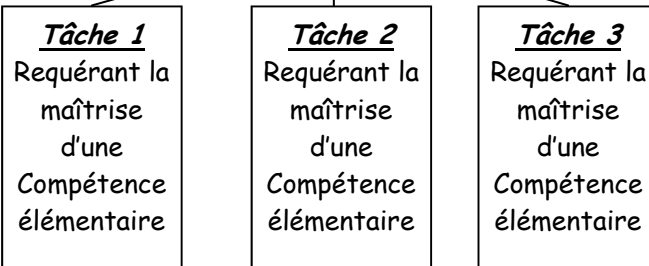 Tâche 1
Requérant la
maîtrise
d'une
Compétence
élémentaire
Tâche 2
Requérant la
maîtrise
d'une
Compétence
élémentaire
Tâche 3
Requérant la
maîtrise
d'une
Compétence
élémentaire